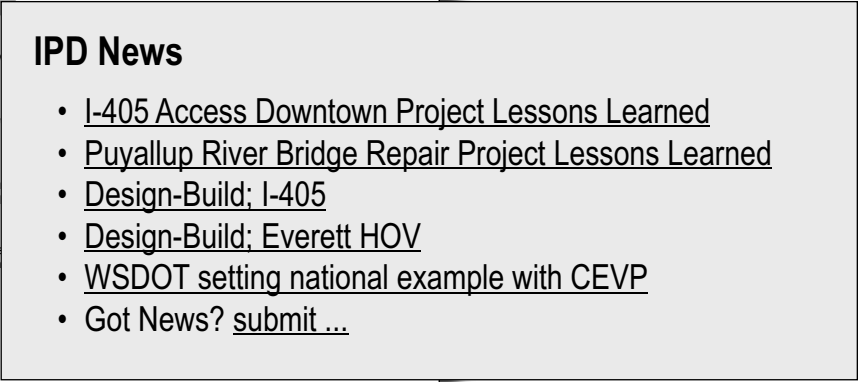 IPD News
• I-405 Access Downtown Project Lessons Learned
• Puyallup River Bridge Repair Project Lessons Learned
• Design-Build; I-405
• Design-Build; Everett HOV
• WSDOT setting national example with CEVP
• Got News? submit ...